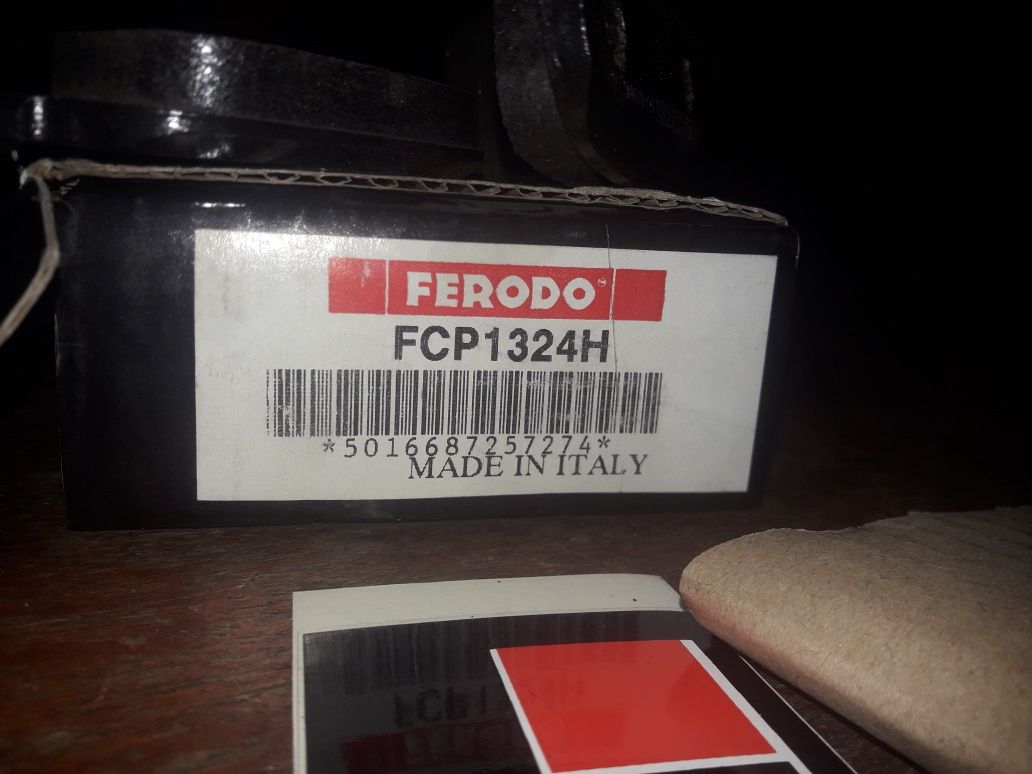 FERODO
FCP1324H
*5016687257274*
MADE IN ITALY